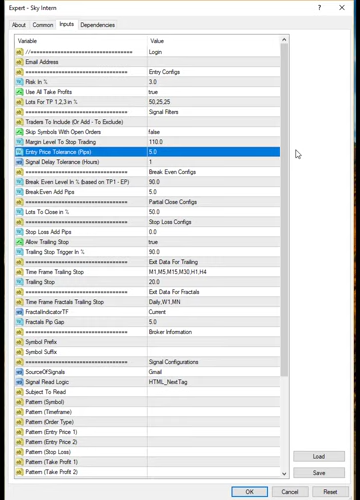 Expert - Sky Intern
?
About Common Inputs Dependencies
Variable Value
//================================== Login
Email Address
================================== Entry Configs
Risk In % 3.0
Use All Take Profits true
Lots For TP 1,2,3 in % 50,25,25
================================== Signal Filters
Traders To Include (Or Add - To Exclude)
Skip Symbols With Open Orders false
Margin Level To Stop Trading 110.0
Entry Price Tolerance (Pips) 5.0
Signal Delay Tolerance (Hours) 1
================================== Break Even Configs
Break Even Level In % (based on TP1 - EP) 90.0
BreakEven Add Pips 5.0
================================== Partial Close Configs
Lots To Close in % 50.0
================================== Stop Loss Configs
Stop Loss Add Pips 0.0
Allow Trailing Stop true
Trailing Stop Trigger In % 90.0
================================== Exit Data For Trailing
Time Frame Trailing Stop M1,M5,M15,M30,H1,H4
Trailing Stop 20.0
================================== Exit Data For Fractals
Time Frame Fractals Trailing Stop Daily,W1,MN
FractalIndicatorTF Current
Fractals Pip Gap 5.0
================================== Broker Information
Symbol Prefix
Symbol Suffix
================================== Signal Configurations
SourceOfSignals Gmail
Signal Read Logic HTML_NextTag
Subject To Read
Pattern (Symbol)
Pattern (Timeframe)
Pattern (Order Type)
Pattern (Entry Price 1)
Pattern (Entry Price 2)
Pattern (Stop Loss)
Pattern (Take Profit 1)
Pattern (Take Profit 2)
Load
Save
OK Cancel Reset